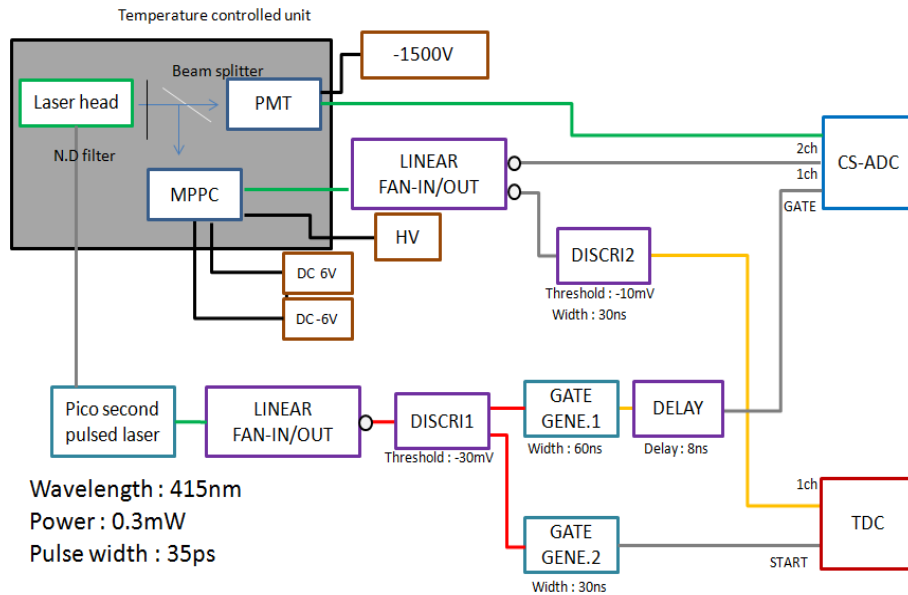 Temperature controlled unit
-1500V
Beam splitter
Laser head
PMT
N.D filter
LINEAR
FAN-IN/OUT
2ch
1ch
GATE
CS-ADC
MPPC
HV
DISCRI2
Threshold : -10mV
Width : 30ns
DC 6V
DC -6V
Pico second
pulsed laser
LINEAR
FAN-IN/OUT
DISCRI1
Threshold : -30mV
GATE
GENE.1
Width : 60ns
DELAY
Delay : 8ns
Wavelength : 415nm
Power : 0.3mW
Pulse width : 35ps
GATE
GENE.2
Width : 30ns
1ch
TDC
START